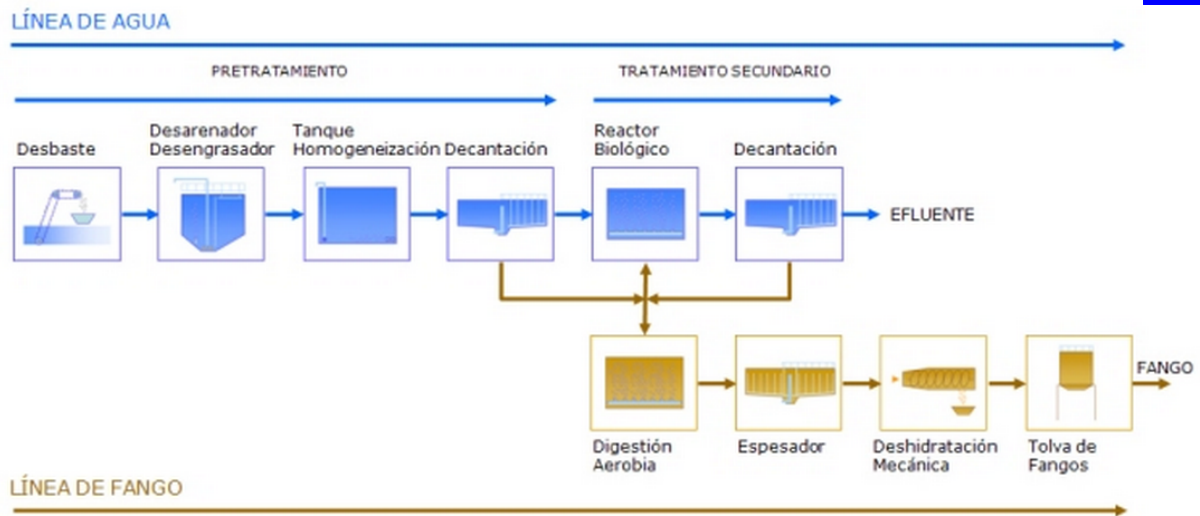 LÍNEA DE AGUA
PRETRATAMIENTO
TRATAMIENTO SECUNDARIO
Desbaste
Desarenador
Desengrasador
Tanque
Homogeneización
Decantación
Reactor
Biológico
Decantación
EFLUENTE
FANGO
Digestión
Aerobia
Espesador
Deshidratación
Mecánica
Tolva de
Fangos
LÍNEA DE FANGO